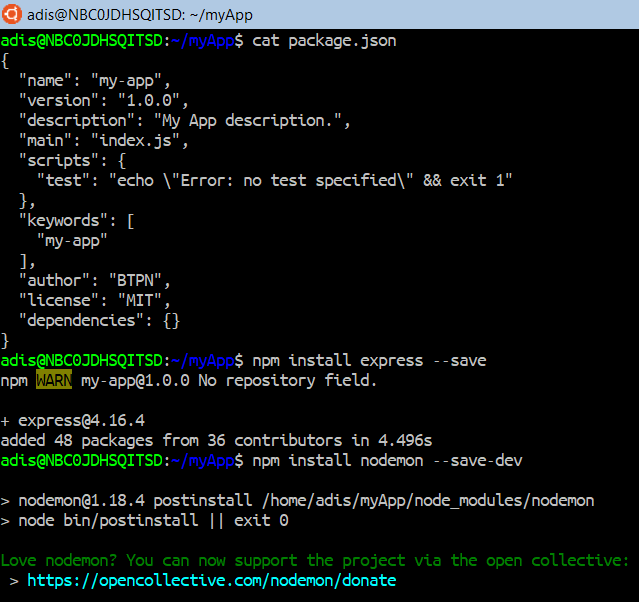 adis@NBC0JDHSQITSD: ~/myApp
adis@NBC0JDHSQITSD:~/myApp$ cat package.json
{
  "name": "my-app",
  "version": "1.0.0",
  "description": "My App description.",
  "main": "index.js",
  "scripts": {
    "test": "echo \"Error: no test specified\" && exit 1"
  },
  "keywords": [
    "my-app"
  ],
  "author": "BTPN",
  "license": "MIT",
  "dependencies": {}
}
adis@NBC0JDHSQITSD:~/myApp$ npm install express --save
npm WARN my-app@1.0.0 No repository field.
+ express@4.16.4
added 48 packages from 36 contributors in 4.496s
adis@NBC0JDHSQITSD:~/myApp$ npm install nodemon --save-dev
> nodemon@1.18.4 postinstall /home/adis/myApp/node_modules/nodemon
> node bin/postinstall || exit 0
Love nodemon? You can now support the project via the open collective:
 > https://opencollective.com/nodemon/donate